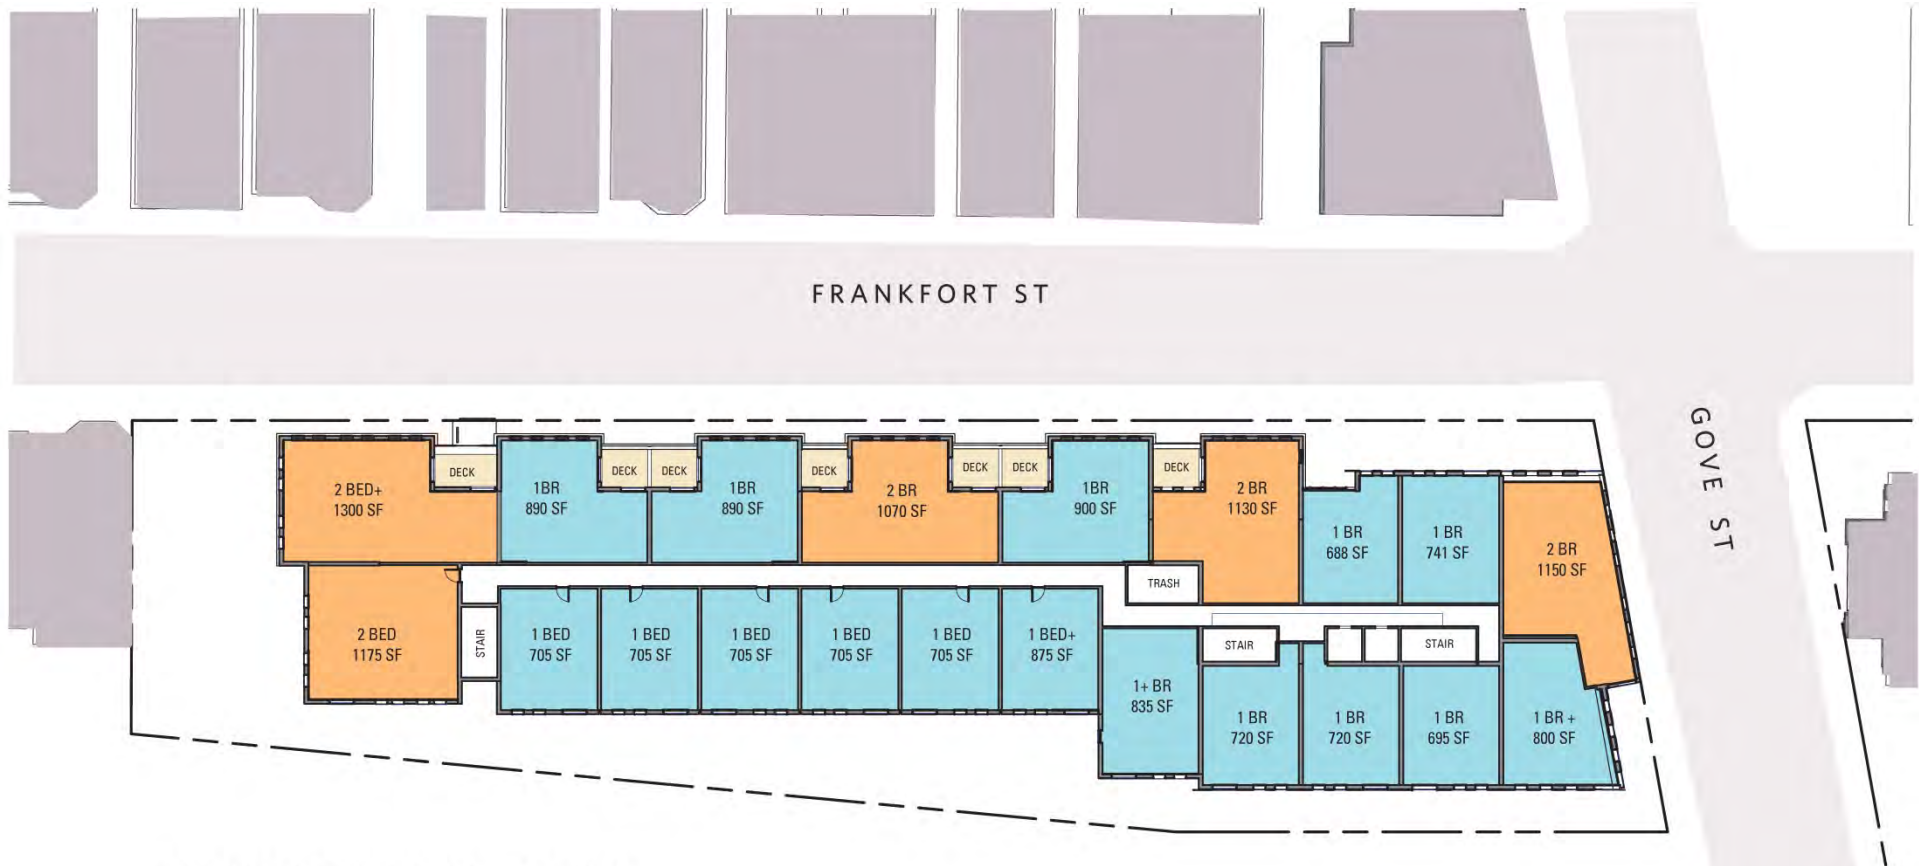 FRANKFORT ST
GOVE ST
2 BED+
1300 SF
DECK
1BR
890 SF
DECK
DECK
1BR
890 SF
DECK
2 BR
1070 SF
DECK
DECK
1BR
900 SF
DECK
2 BR
1130 SF
1 BR
688 SF
1 BR
741 SF
2 BR
1150 SF
TRASH
2 BED
1175 SF
STAIR
1 BED
705 SF
1 BED
705 SF
1 BED
705 SF
1 BED
705 SF
1 BED
705 SF
1 BED+
875 SF
1+ BR
835 SF
STAIR
STAIR
1 BR
720 SF
1 BR
720 SF
1 BR
695 SF
1 BR +
800 SF